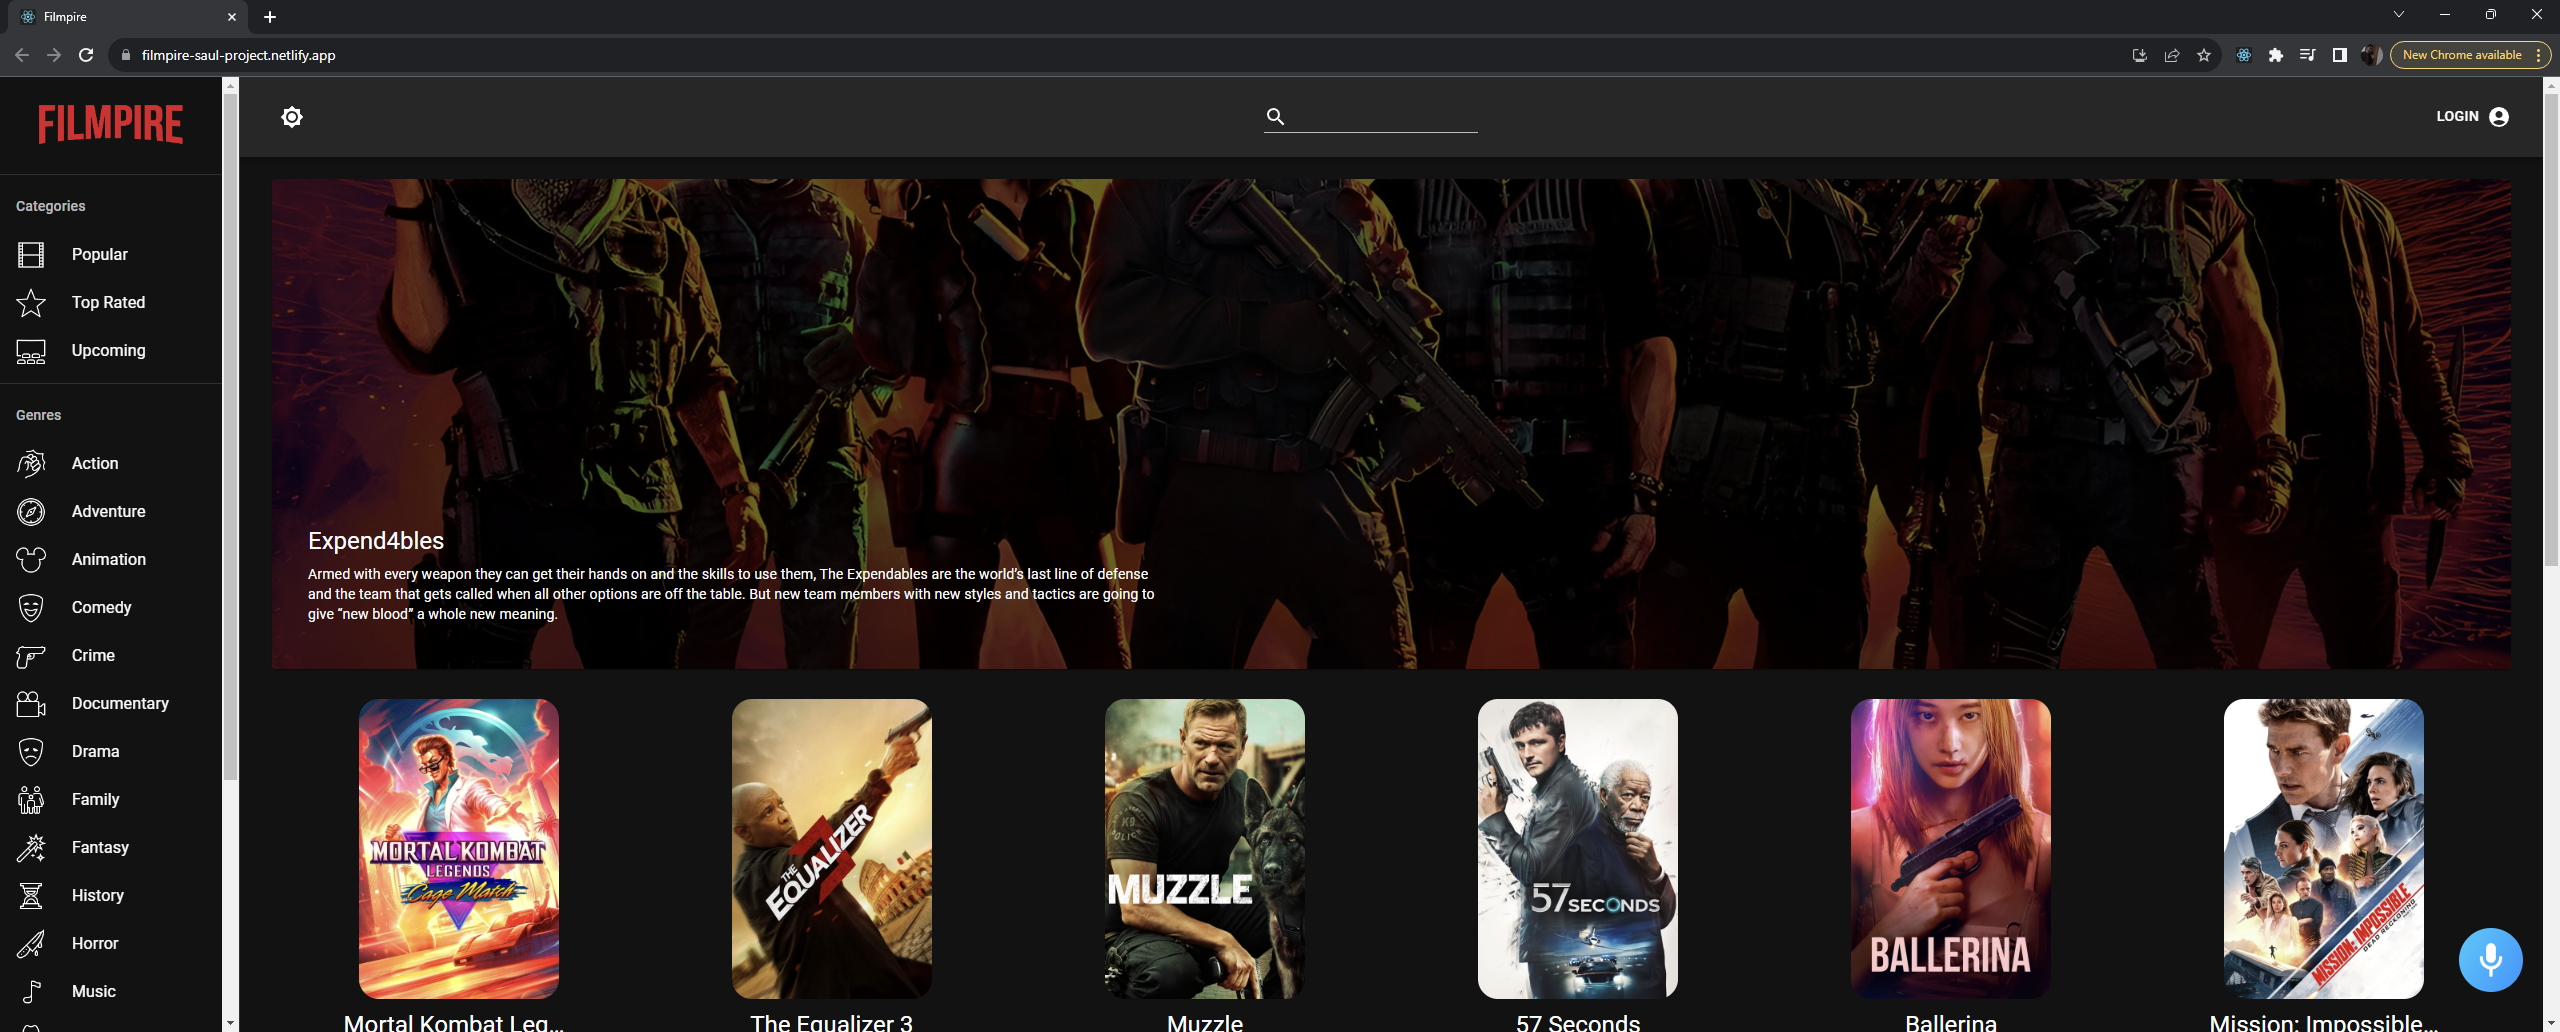 Filmpire
filmpire-saul-project.netlify.app
New Chrome available
FILMPIRE
LOGIN
Categories
Popular
Top Rated
Upcoming
Genres
Action
Adventure
Animation
Comedy
Crime
Documentary
Drama
Family
Fantasy
History
Horror
Music
Expend4bles
Armed with every weapon they can get their hands on and the skills to use them, The Expendables are the world’s last line of defense
and the team that gets called when all other options are off the table. But new team members with new styles and tactics are going to
give “new blood” a whole new meaning.
MORTAL KOMBAT
LEGENDS
Cage Match
THE
EQUALIZER
3
K9
MUZZLE
57 SECONDS
BALLERINA
MISSION: IMPOSSIBLE
DEAD RECKONING
Mortal Kombat Leg...
The Equalizer 3
Muzzle
57 Seconds
Ballerina
Mission: Impossible...